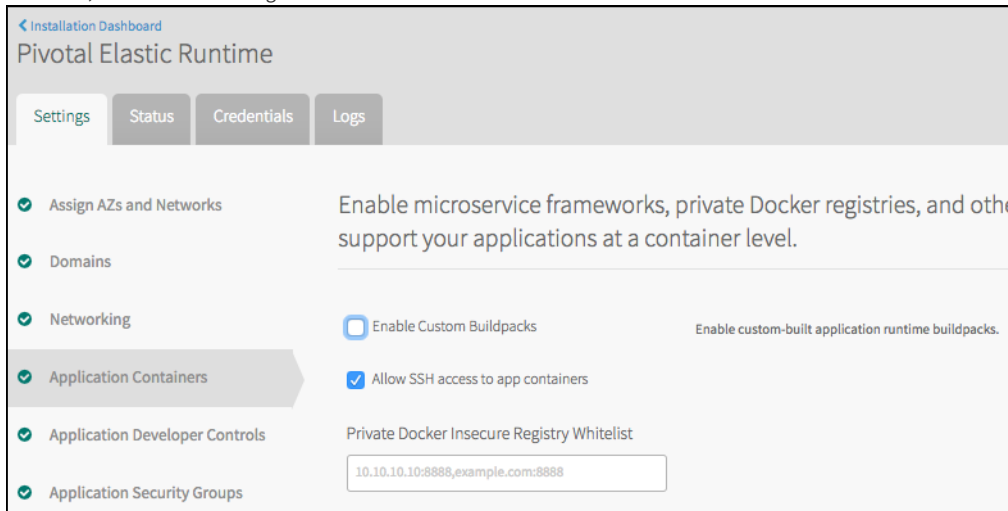 Installation Dashboard
Pivotal Elastic Runtime
Settings Status Credentials Logs
Assign AZs and Networks
Domains
Networking
Application Containers
Application Developer Controls
Application Security Groups
Enable microservice frameworks, private Docker registries, and othe
support your applications at a container level.
Enable Custom Buildpacks
Enable custom-built application runtime buildpacks.
Allow SSH access to app containers
Private Docker Insecure Registry Whitelist
10.10.10.10:8888,example.com:8888